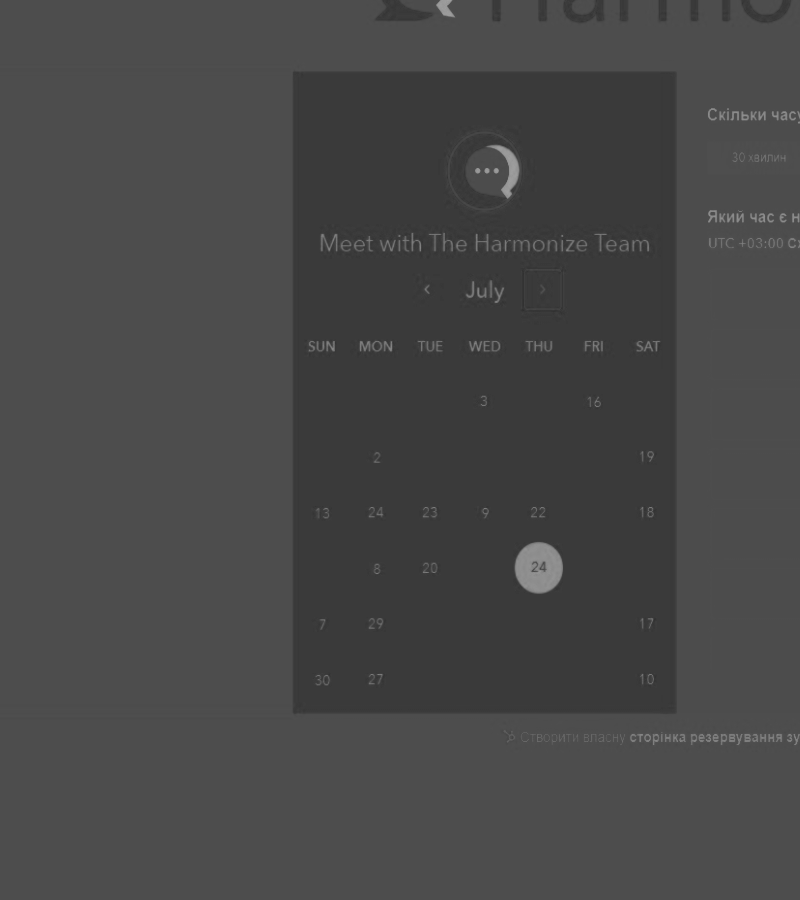 Harmo
Скільки часу
30 хвилин
Який час є н
UTC +03:00 Сх
Meet with The Harmonize Team
July
SUN MON TUE WED THU FRI SAT
3 16
2 19
13 24 23 9 22 18
8 20 24
7 29 17
30 27 10
Створити власну сторінка резервування зу